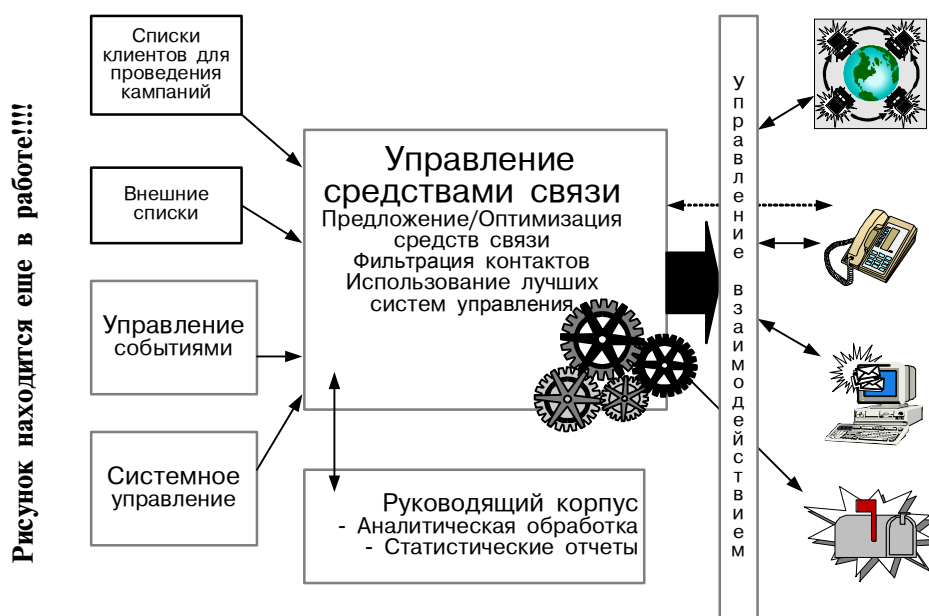 Рисунок находится еще в работе!!!!
Списки
клиентов для
проведения
кампаний
Внешние
списки
Управление
событиями
Системное
управление
Управление
средствами связи
Предложение/Оптимизация
средств связи
Фильтрация контактов
Использование лучших
систем управления
Руководящий корпус
- Аналитическая обработка
- Статистические отчеты
Управление взаимодействием